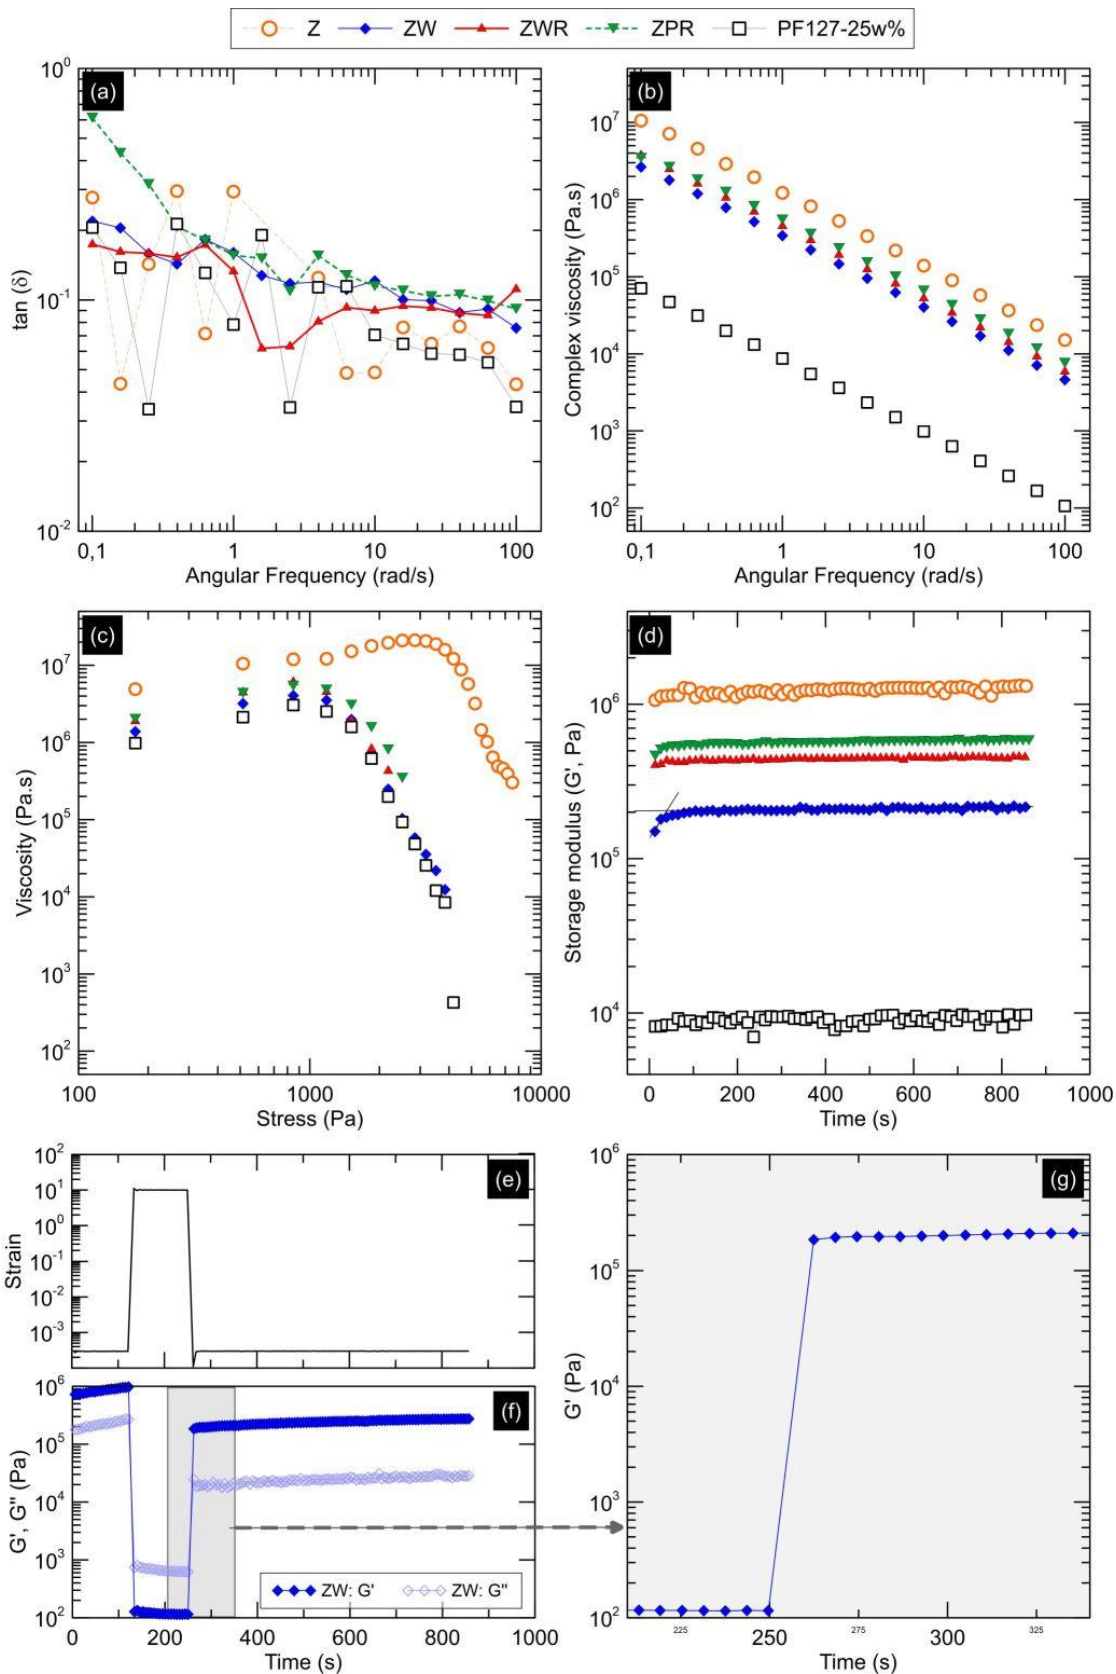 Z ZW ZWR ZPR PF127-25w%
(a)
10^0
10^-1
10^-2
tan (δ)
0,1 1 10 100
Angular Frequency (rad/s)
(b)
10^7
10^6
10^5
10^4
10^3
10^2
Complex viscosity (Pa.s)
0,1 1 10 100
Angular Frequency (rad/s)
(c)
10^7
10^6
10^5
10^4
10^3
10^2
Viscosity (Pa.s)
100 1000 10000
Stress (Pa)
(d)
10^6
10^5
10^4
Storage modulus (G', Pa)
0 200 400 600 800 1000
Time (s)
(e)
10^2
10^1
10^0
10^-1
10^-2
10^-3
Strain
0 200 400 600 800 1000
(f)
10^6
10^5
10^4
10^3
10^2
G', G'' (Pa)
ZW: G' ZW: G''
0 200 400 600 800 1000
Time (s)
(g)
10^6
10^5
10^4
10^3
10^2
G' (Pa)
225 250 275 300 325
Time (s)